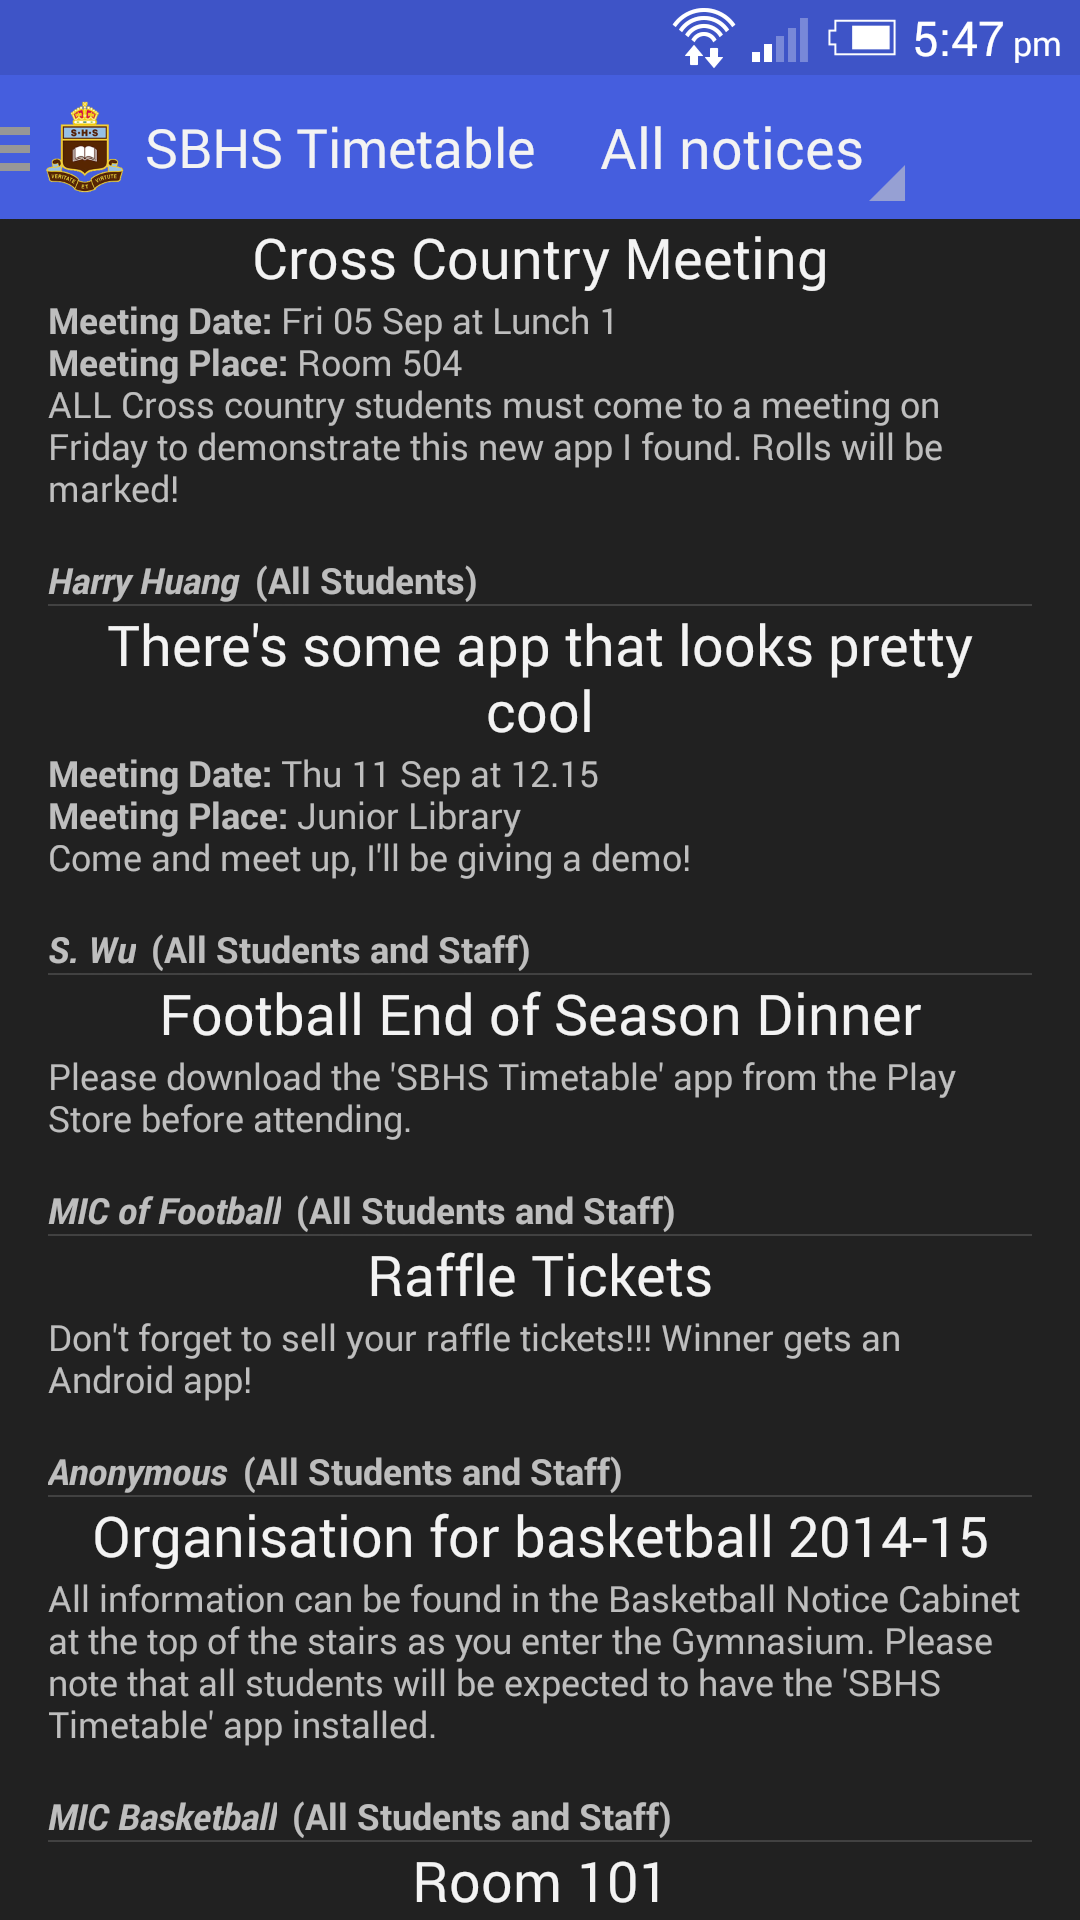 5:47 pm
S·H·S
VERITATE ET VIRTUTE
SBHS Timetable
All notices
Cross Country Meeting
Meeting Date: Fri 05 Sep at Lunch 1
Meeting Place: Room 504
ALL Cross country students must come to a meeting on
Friday to demonstrate this new app I found. Rolls will be
marked!
Harry Huang (All Students)
There's some app that looks pretty
cool
Meeting Date: Thu 11 Sep at 12.15
Meeting Place: Junior Library
Come and meet up, I'll be giving a demo!
S. Wu (All Students and Staff)
Football End of Season Dinner
Please download the 'SBHS Timetable' app from the Play
Store before attending.
MIC of Football (All Students and Staff)
Raffle Tickets
Don't forget to sell your raffle tickets!!! Winner gets an
Android app!
Anonymous (All Students and Staff)
Organisation for basketball 2014-15
All information can be found in the Basketball Notice Cabinet
at the top of the stairs as you enter the Gymnasium. Please
note that all students will be expected to have the 'SBHS
Timetable' app installed.
MIC Basketball (All Students and Staff)
Room 101